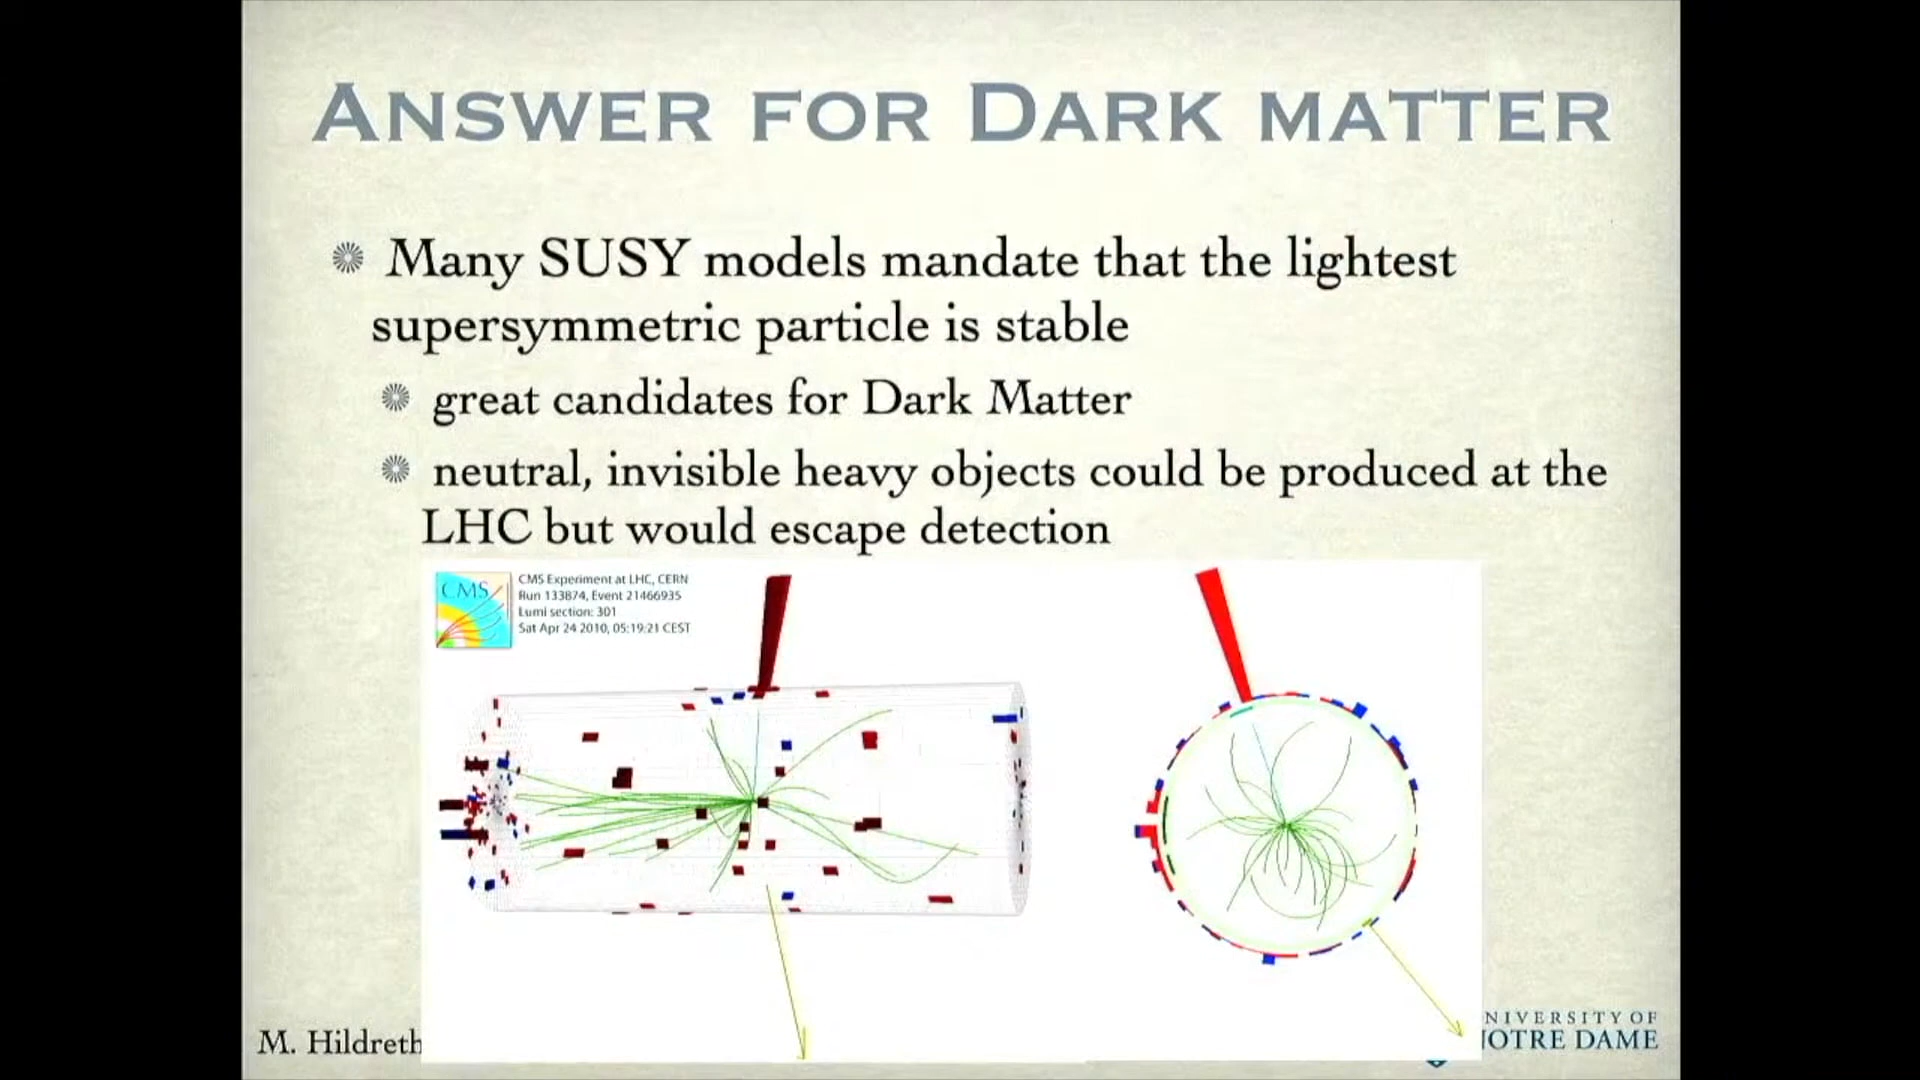 ANSWER FOR DARK MATTER
Many SUSY models mandate that the lightest
supersymmetric particle is stable
great candidates for Dark Matter
neutral, invisible heavy objects could be produced at the
LHC but would escape detection
CMS
CMS Experiment at LHC, CERN
Run 133874, Event 21466935
Lumi section: 301
Sat Apr 24 2010, 05:19:21 CEST
M. Hildreth
NIVERSITY OF
OTRE DAME